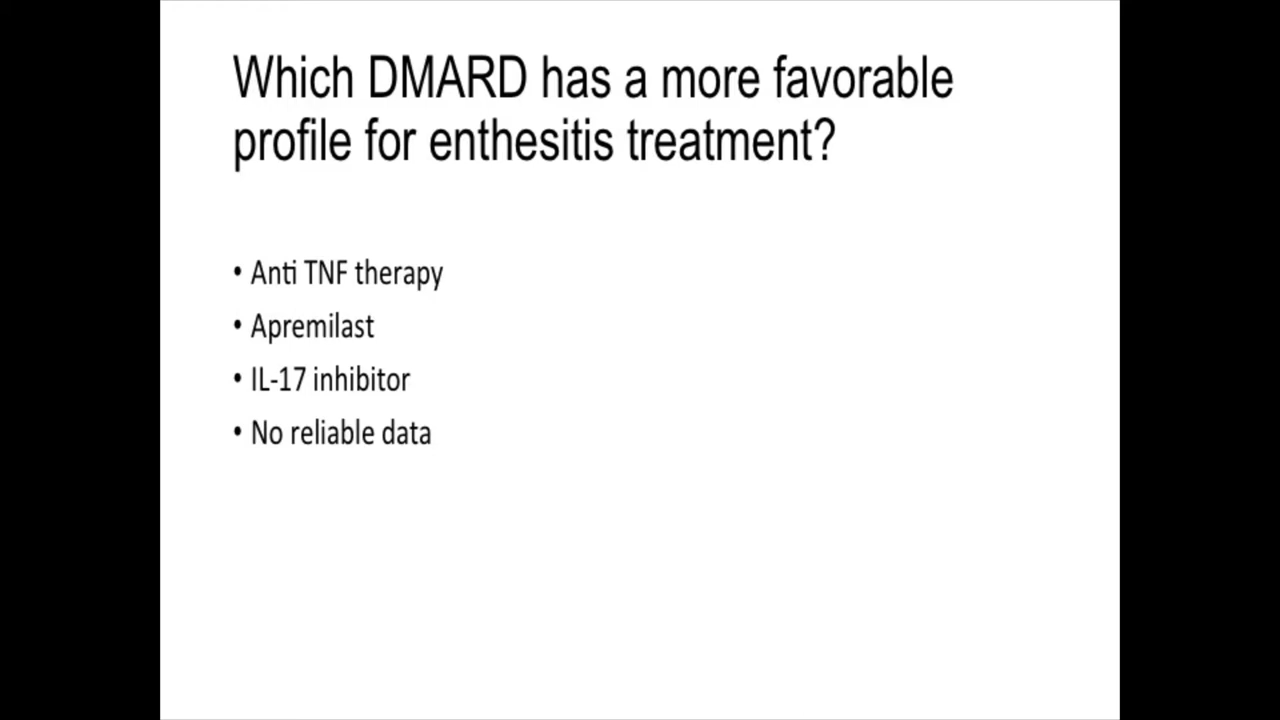 Which DMARD has a more favorable
profile for enthesitis treatment?
• Anti TNF therapy
• Apremilast
• IL-17 inhibitor
• No reliable data